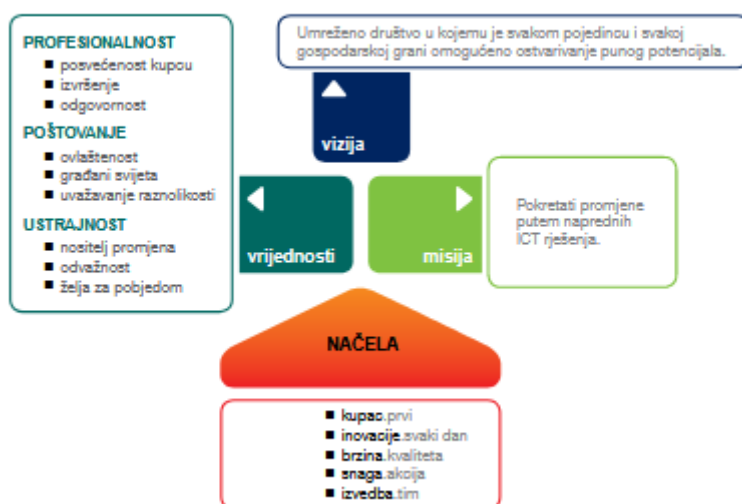 PROFESIONALNOST
■ posvećenost kupcu
■ izvršenje
■ odgovornost
POŠTOVANJE
■ ovlaštenost
■ građani svijeta
■ uvažavanje raznolikosti
USTRAJNOST
■ nositelj promjena
■ odvažnost
■ želja za pobjedom
Umreženo društvo u kojemu je svakom pojedincu i svakoj
gospodarskoj grani omogućeno ostvarivanje punog potencijala.
vizija
vrijednosti
misija
Pokretati promjene
putem naprednih
ICT rješenja.
NAČELA
■ kupac.prvi
■ inovacije.svaki dan
■ brzina.kvaliteta
■ snaga.akcija
■ izvedba.tim